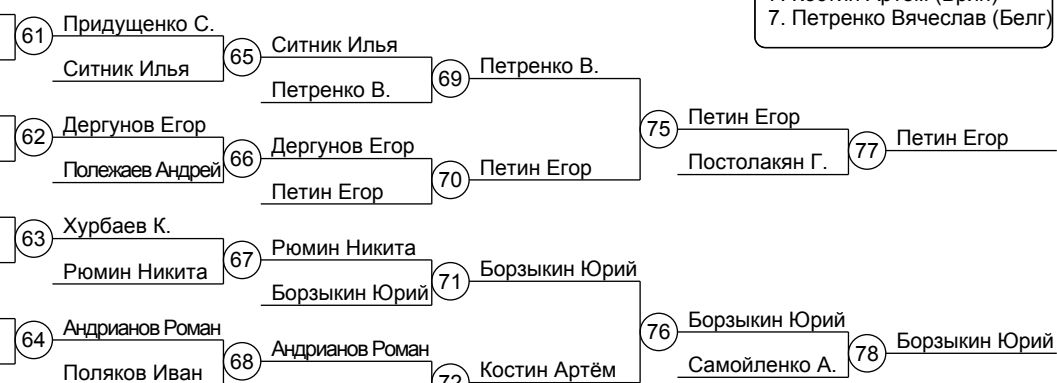 7. Петренко Вячеслав (Белг)
61 Придущенко С.
Ситник Илья
65 Ситник Илья
Петренко В.
69 Петренко В.
62 Дергунов Егор
Полежаев Андрей
66 Дергунов Егор
Петин Егор
70 Петин Егор
75 Петин Егор
Постолакян Г.
77 Петин Егор
63 Хурбаев К.
Рюмин Никита
67 Рюмин Никита
Борзыкин Юрий
71 Борзыкин Юрий
64 Андрианов Роман
Поляков Иван
68 Андрианов Роман
72 Костин Артём
76 Борзыкин Юрий
Самойленко А.
78 Борзыкин Юрий